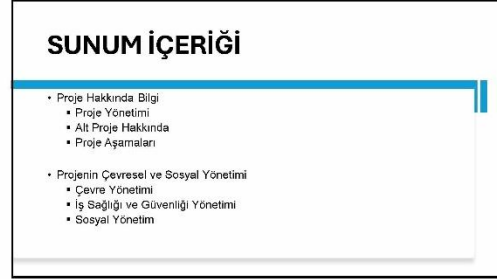 SUNUM İÇERİĞİ
• Proje Hakkında Bilgi
▪ Proje Yönetimi
▪ Alt Proje Hakkında
▪ Proje Aşamaları
• Projenin Çevresel ve Sosyal Yönetimi
▪ Çevre Yönetimi
▪ İş Sağlığı ve Güvenliği Yönetimi
▪ Sosyal Yönetim